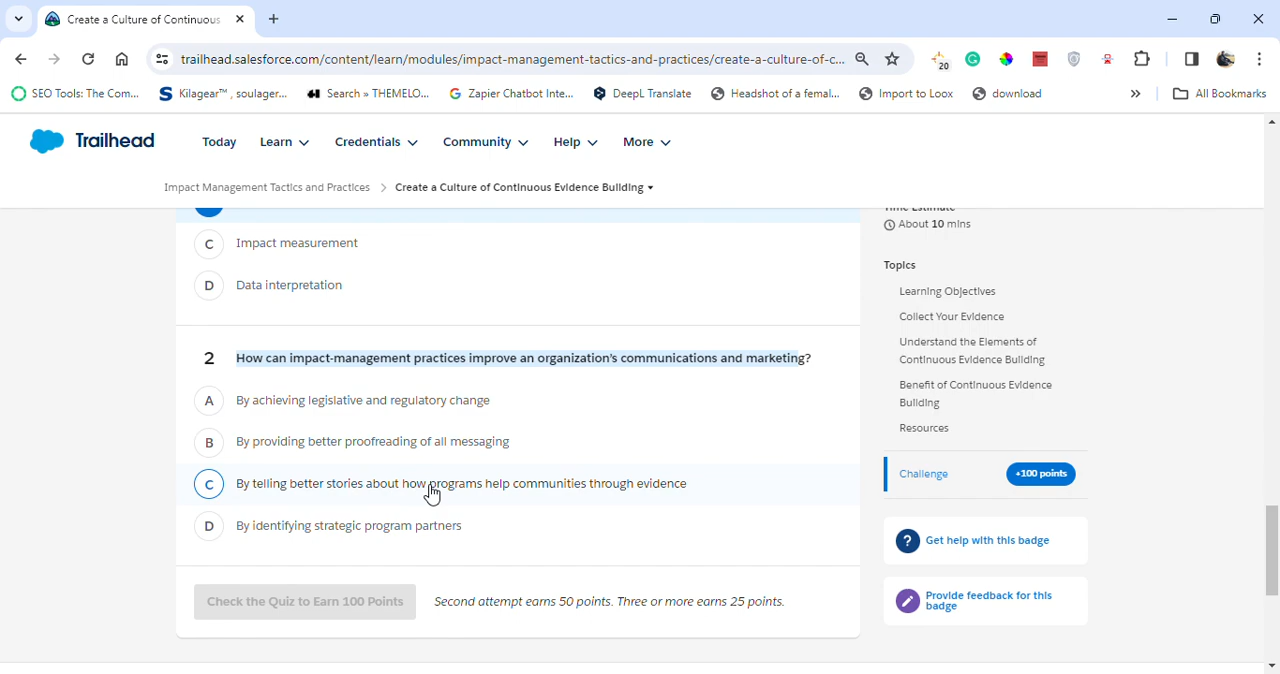 Create a Culture of Continuous
trailhead.salesforce.com/content/learn/modules/impact-management-tactics-and-practices/create-a-culture-of-c...
20
SEO Tools: The Com...
Kilagear™, soulager...
Search » THEMELO...
Zapier Chatbot Inte...
DeepL Translate
Headshot of a femal...
Import to Loox
download
»
All Bookmarks
Trailhead
Today
Learn
Credentials
Community
Help
More
Impact Management Tactics and Practices > Create a Culture of Continuous Evidence Building
Time Estimate
About 10 mins
C Impact measurement
D Data interpretation
2 How can impact-management practices improve an organization's communications and marketing?
A By achieving legislative and regulatory change
B By providing better proofreading of all messaging
C By telling better stories about how programs help communities through evidence
D By identifying strategic program partners
Check the Quiz to Earn 100 Points
Second attempt earns 50 points. Three or more earns 25 points.
Topics
Learning Objectives
Collect Your Evidence
Understand the Elements of
Continuous Evidence Building
Benefit of Continuous Evidence
Building
Resources
Challenge
+100 points
? Get help with this badge
Provide feedback for this
badge